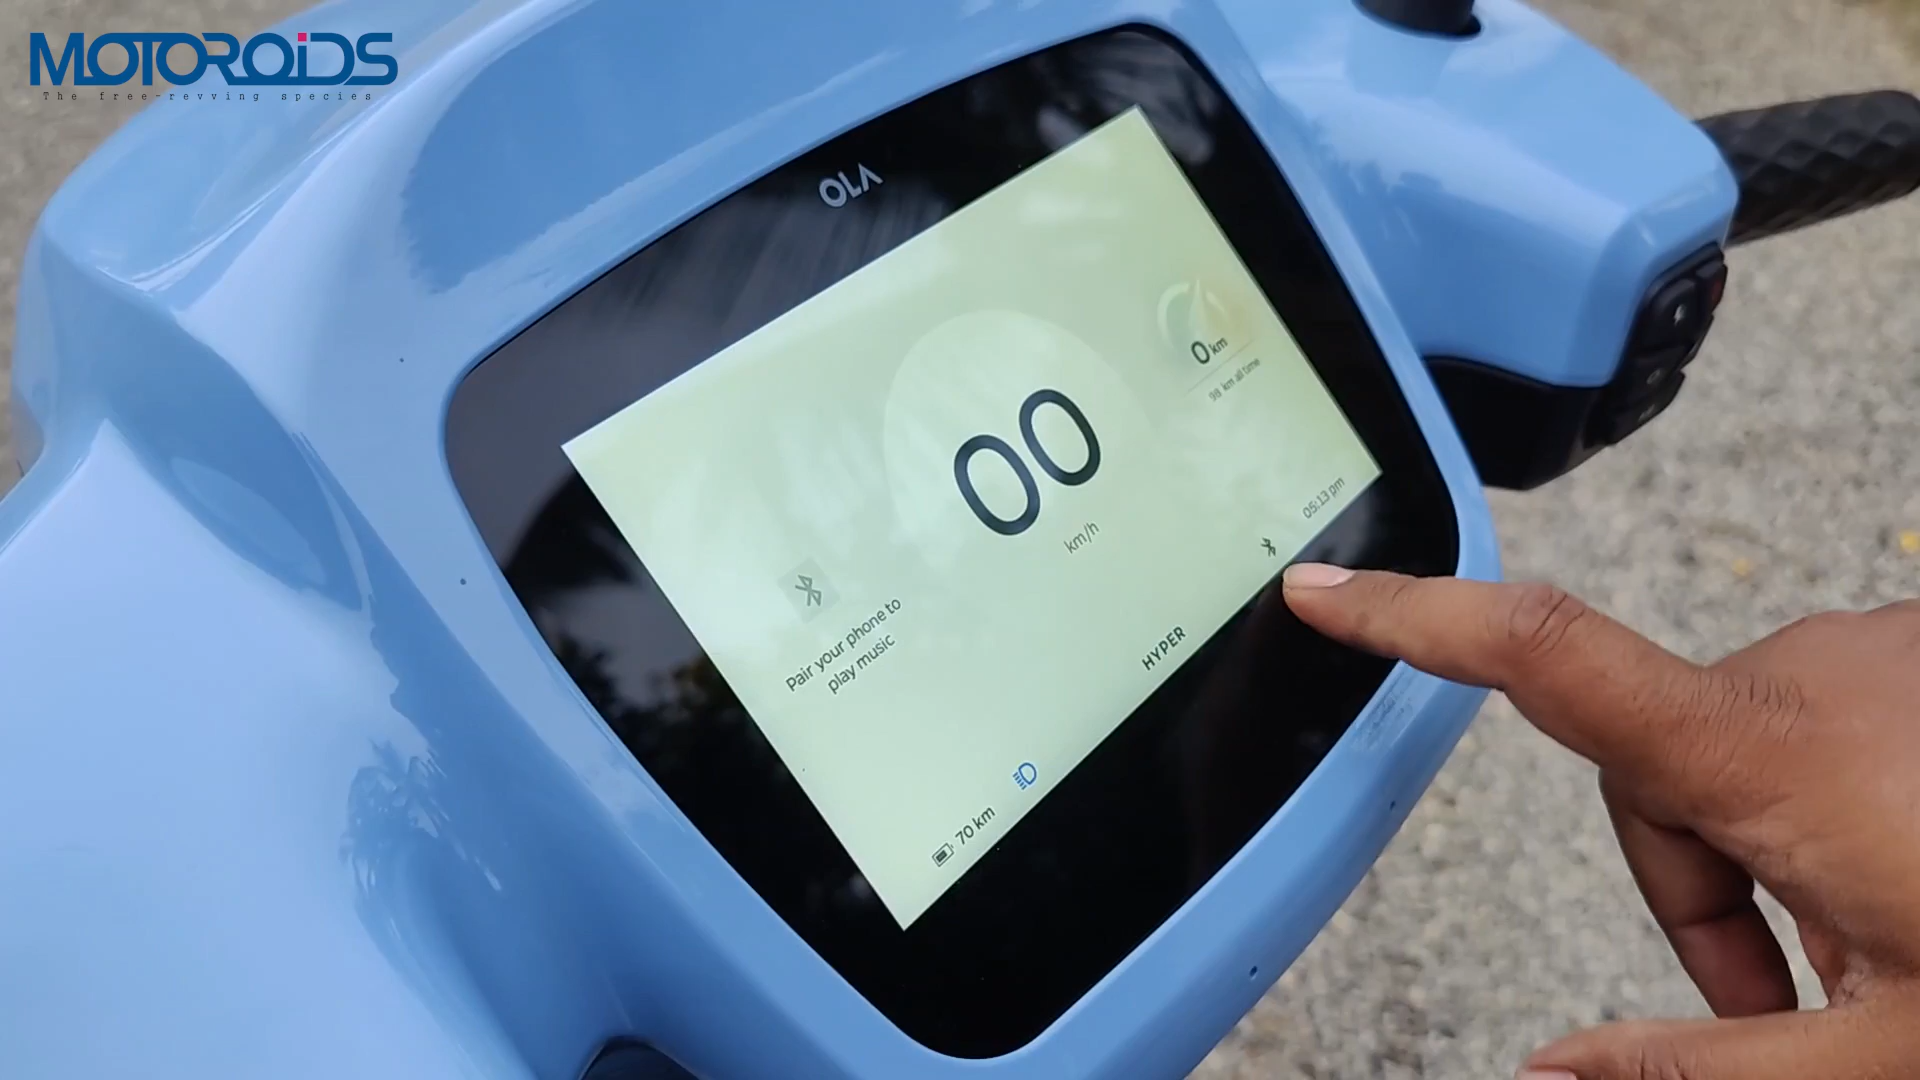 MOTOROiDS
The free-revving species
OLA
0 km
98 km all time
00
km/h
05:13 pm
Pair your phone to
play music
HYPER
70 km